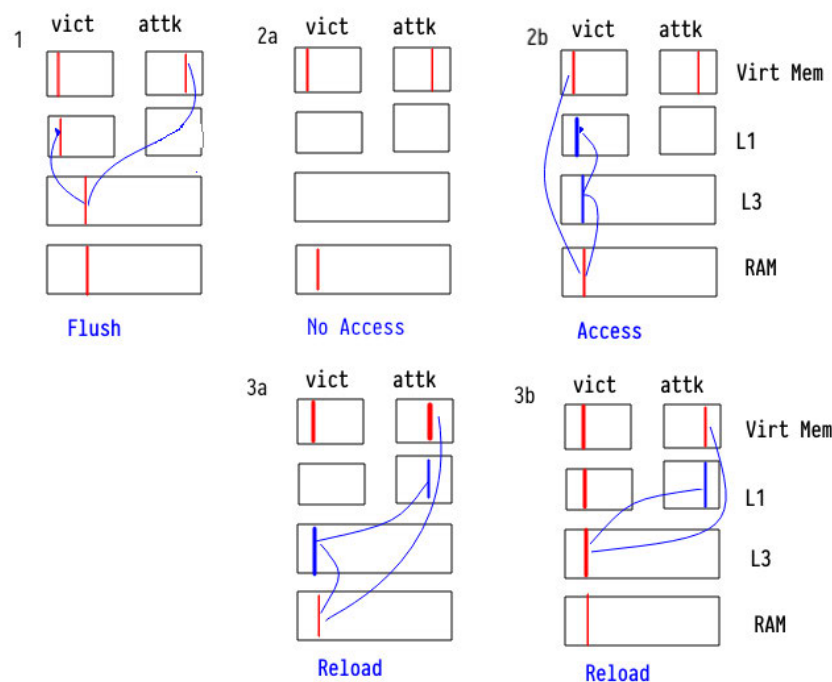 1 vict attk
2a vict attk
2b vict attk
Virt Mem
L1
L3
RAM
Flush
No Access
Access
3a vict attk
3b vict attk
Virt Mem
L1
L3
RAM
Reload
Reload